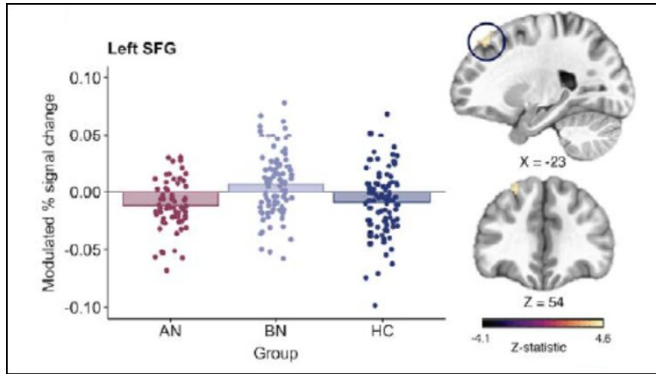 Left SFG
0.10
0.05
0.00
-0.05
-0.10
Modulated % signal change
AN
BN
HC
Group
X = -23
Z = 54
-4.1
4.6
Z-statistic